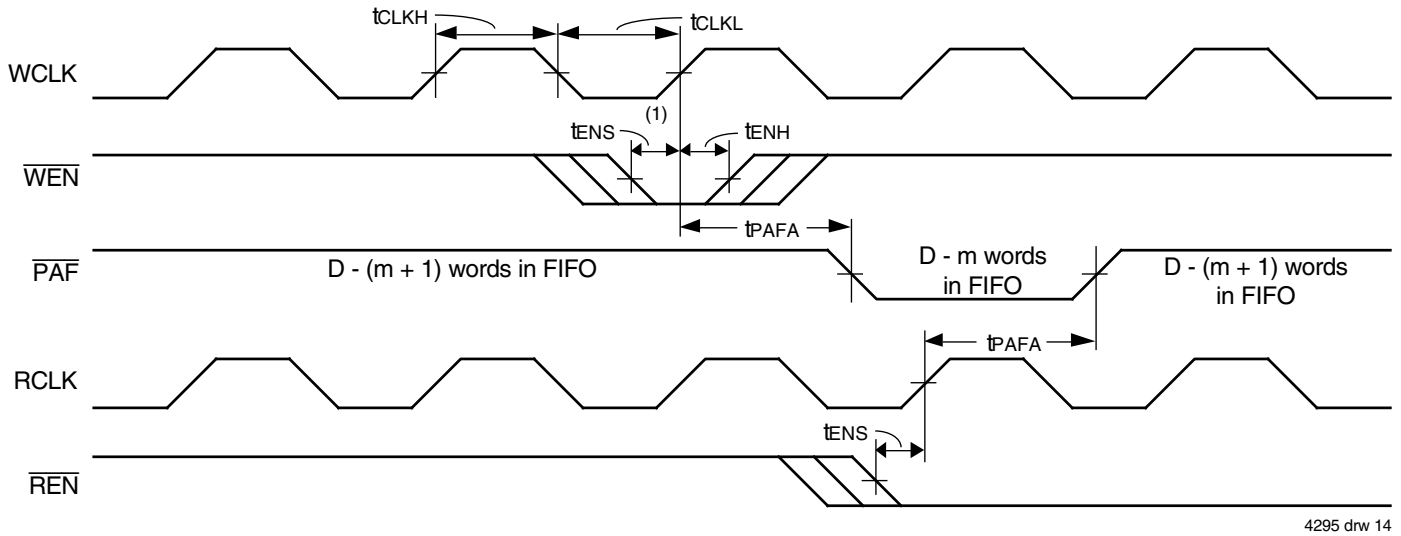 tCLKH
tCLKL
WCLK
(1)
tENS
tENH
WEN
tPAFA
PAF
D - (m + 1) words in FIFO
D - m words
in FIFO
D - (m + 1) words
in FIFO
tPAFA
RCLK
tENS
REN
4295 drw 14